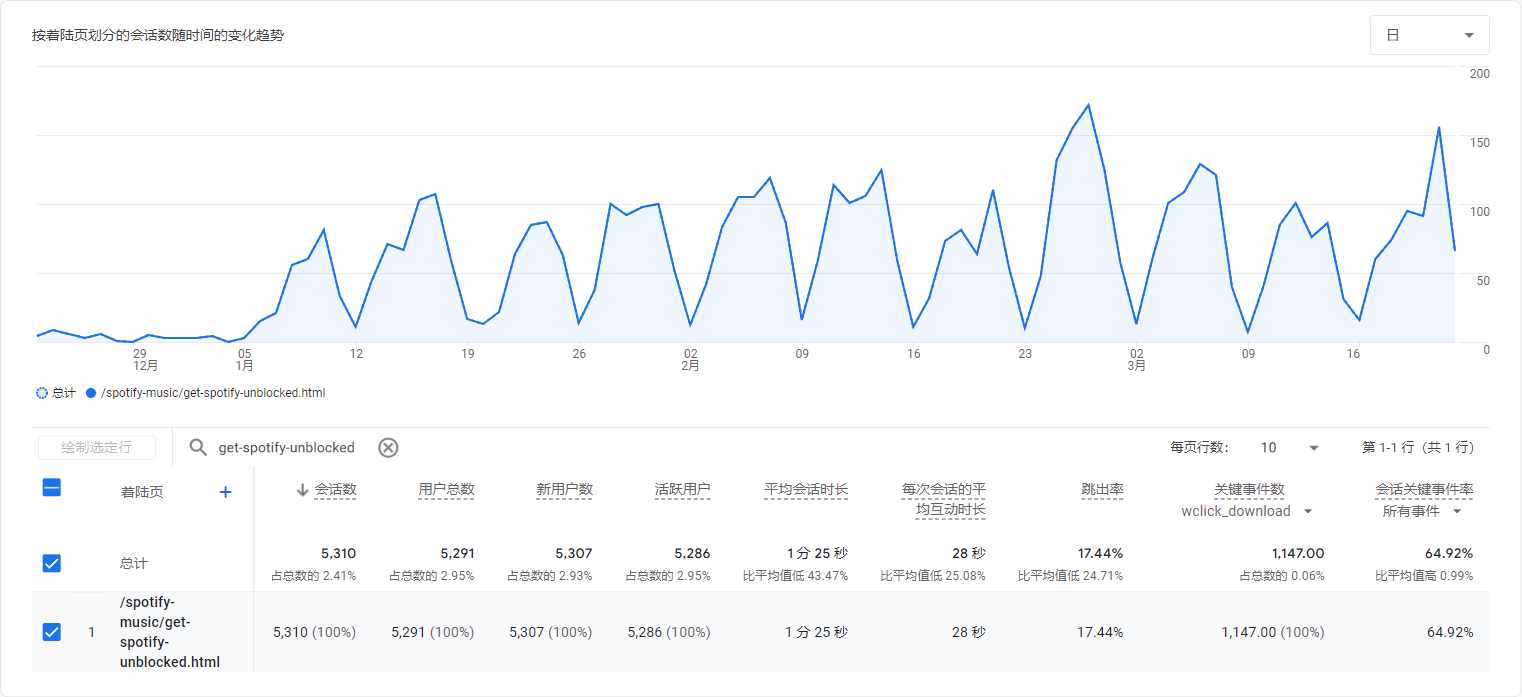 按着陆页划分的会话数随时间的变化趋势
日
200
150
100
50
0
29 05 12 19 26 02 09 16 23 02 09 16
12月 1月 2月 3月
总计 /spotify-music/get-spotify-unblocked.html
绘制选定行 get-spotify-unblocked 每页行数： 10 第 1-1 行（共 1 行）
着陆页 + ↓ 会话数 用户总数 新用户数 活跃用户 平均会话时长 每次会话的平 跳出率 关键事件数 会话关键事件率
均互动时长 wclick_download 所有事件
总计 5,310 5,291 5,307 5,286 1 分 25 秒 28 秒 17.44% 1,147.00 64.92%
占总数的 2.41% 占总数的 2.95% 占总数的 2.93% 占总数的 2.95% 比平均值低 43.47% 比平均值低 25.08% 比平均值低 24.71% 占总数的 0.06% 比平均值高 0.99%
/spotify-
music/get-
1 5,310 (100%) 5,291 (100%) 5,307 (100%) 5,286 (100%) 1 分 25 秒 28 秒 17.44% 1,147.00 (100%) 64.92%
spotify-
unblocked.html